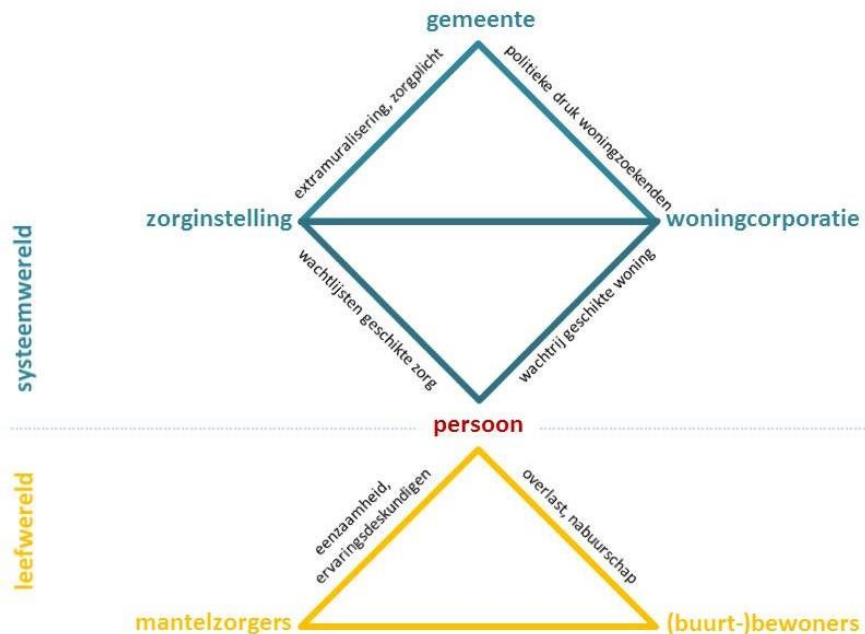 gemeente
extramuralisering, zorgplicht
politieke druk woningzoekenden
zorginstelling
woningcorporatie
systeemwereld
wachtlijsten geschikte zorg
wachtrij geschikte woning
persoon
leefwereld
eenzaamheid,
ervaringsdeskundigen
overlast, nabuurschap
mantelzorgers
(buurt-)bewoners